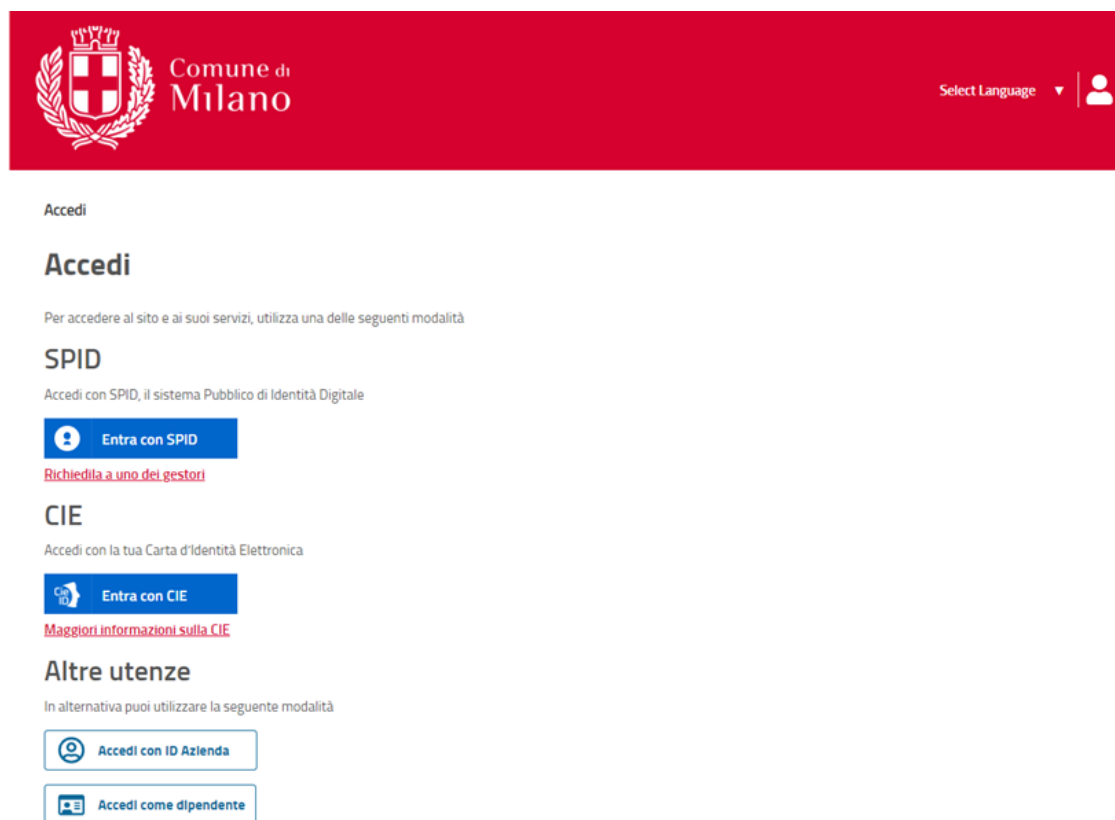 Comune di
Milano
Select Language ▼
Accedi
Accedi
Per accedere al sito e ai suoi servizi, utilizza una delle seguenti modalità
SPID
Accedi con SPID, il sistema Pubblico di Identità Digitale
Entra con SPID
Richiedila a uno dei gestori
CIE
Accedi con la tua Carta d'Identità Elettronica
Cie ID
Entra con CIE
Maggiori informazioni sulla CIE
Altre utenze
In alternativa puoi utilizzare la seguente modalità
Accedi con ID Azienda
Accedi come dipendente